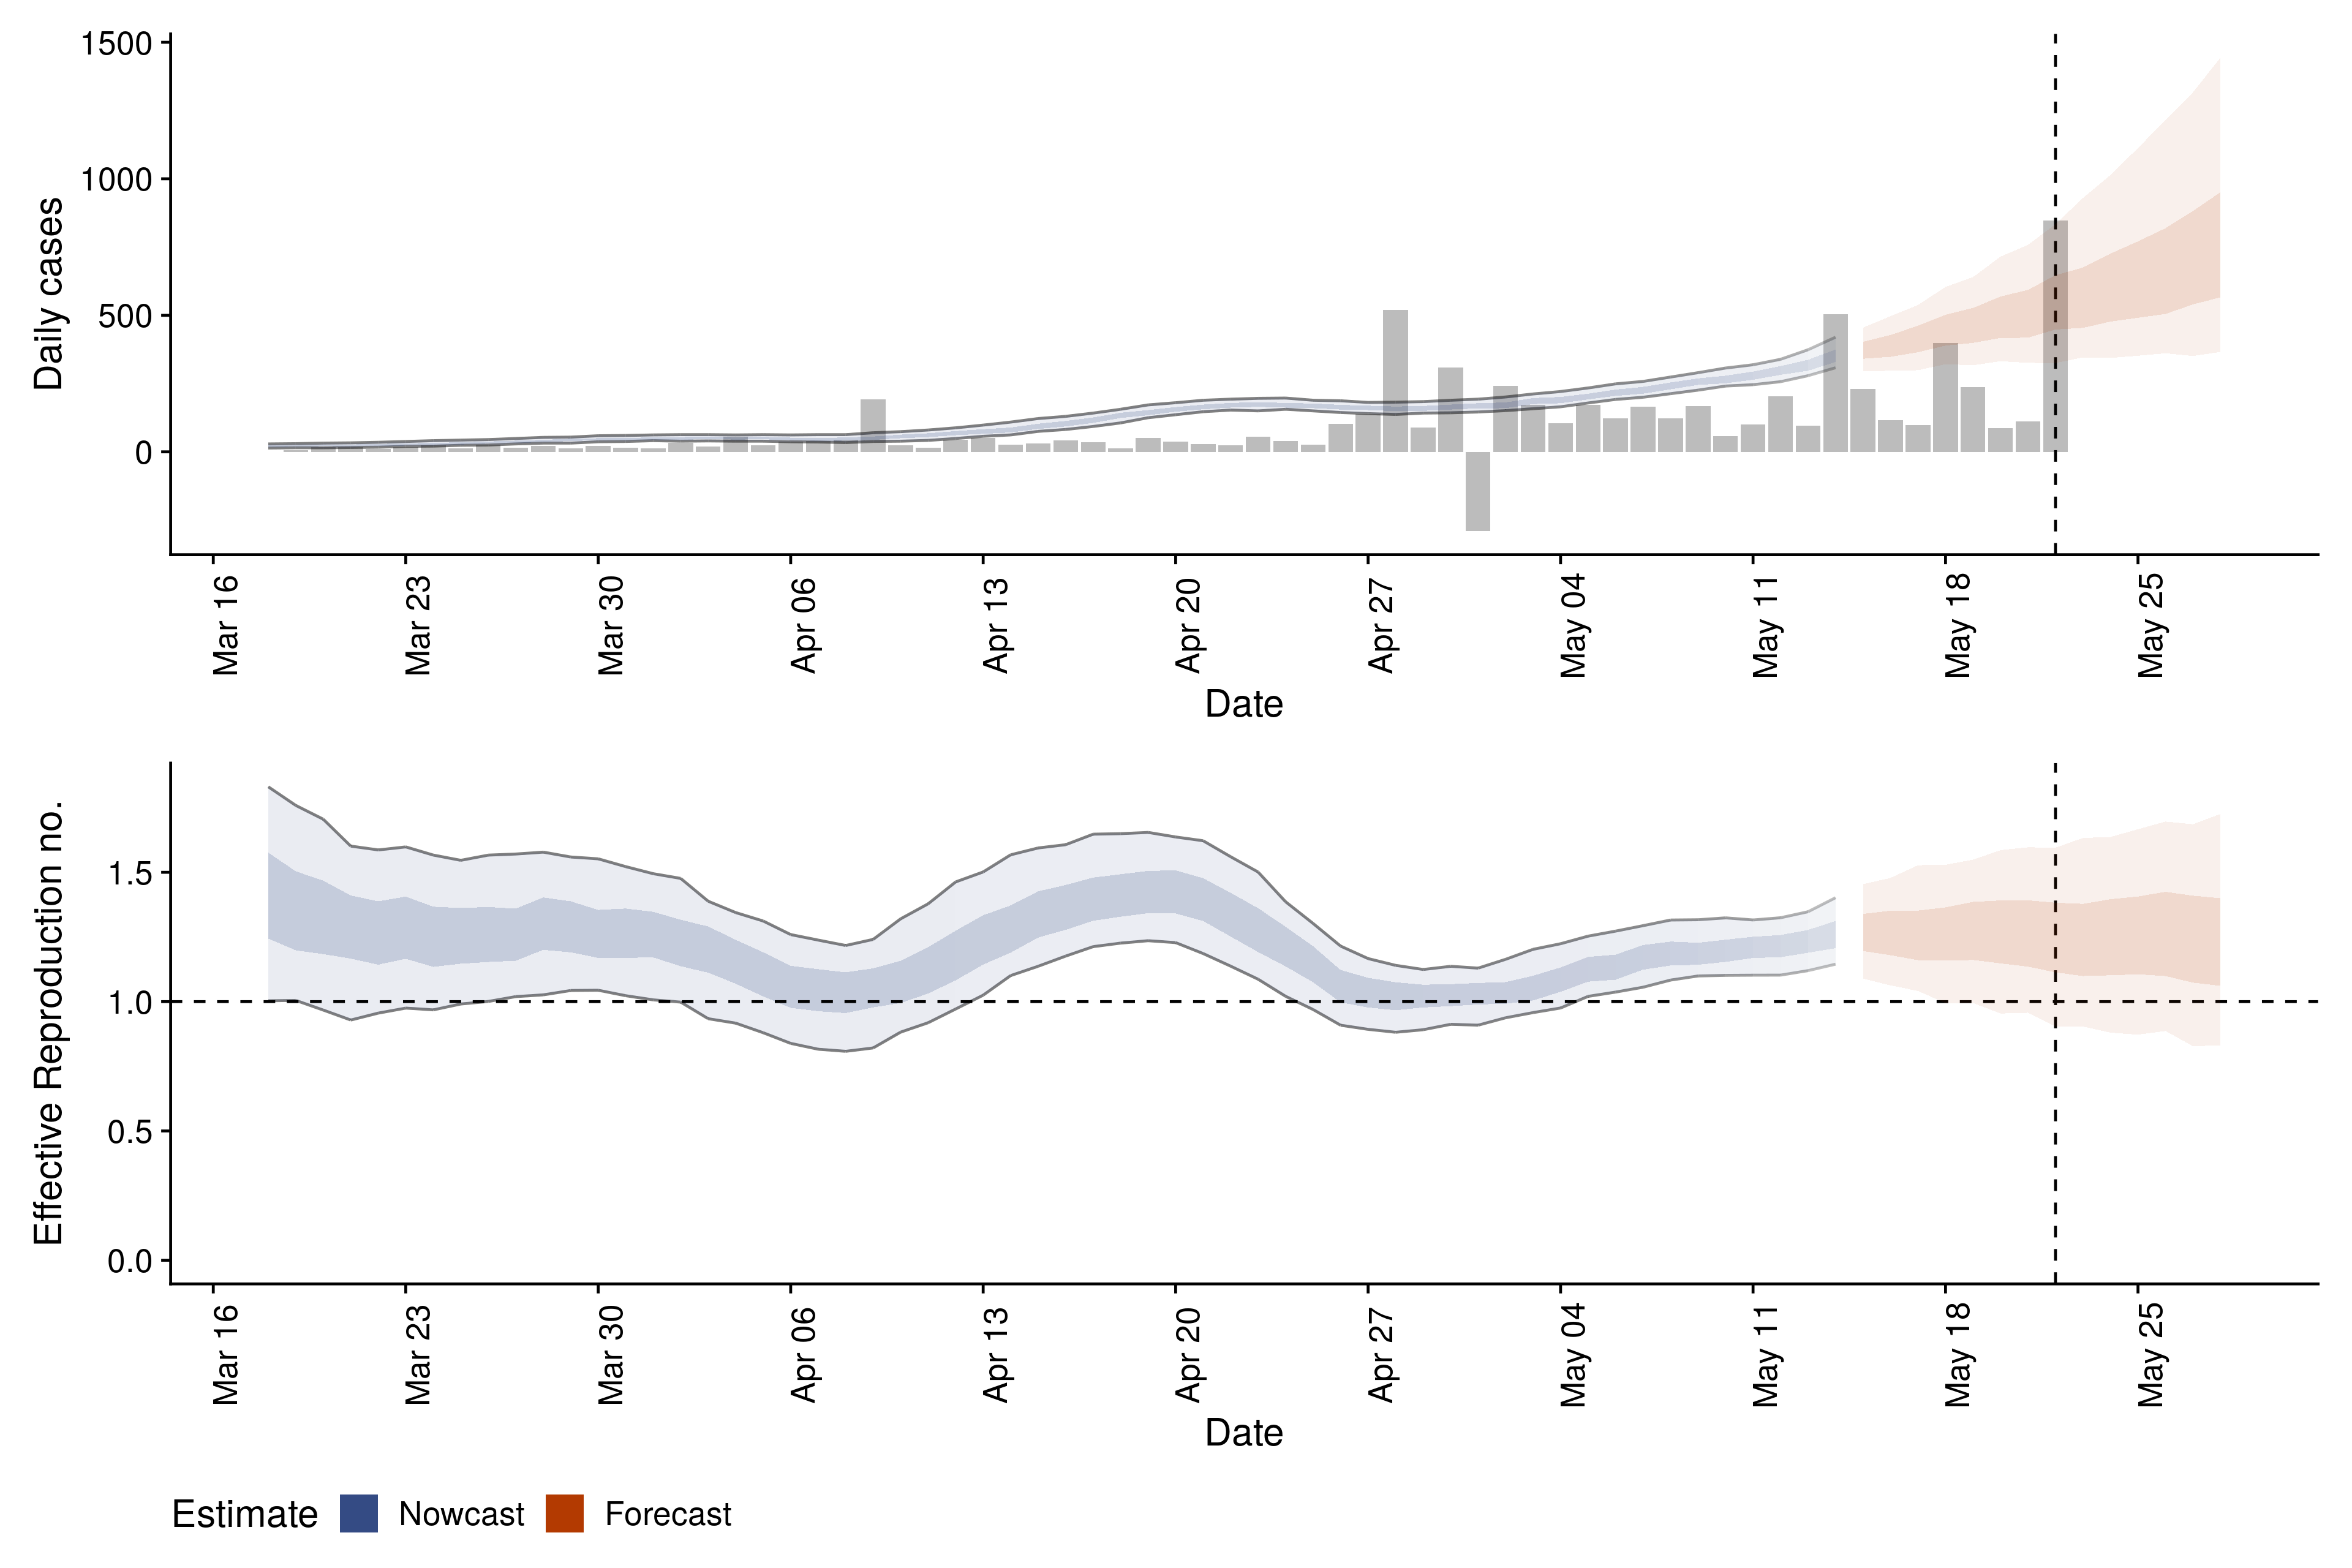 Daily cases
1500
1000
500
0
Mar 16
Mar 23
Mar 30
Apr 06
Apr 13
Apr 20
Apr 27
May 04
May 11
May 18
May 25
Date
Effective Reproduction no.
1.5
1.0
0.5
0.0
Mar 16
Mar 23
Mar 30
Apr 06
Apr 13
Apr 20
Apr 27
May 04
May 11
May 18
May 25
Date
Estimate Nowcast Forecast